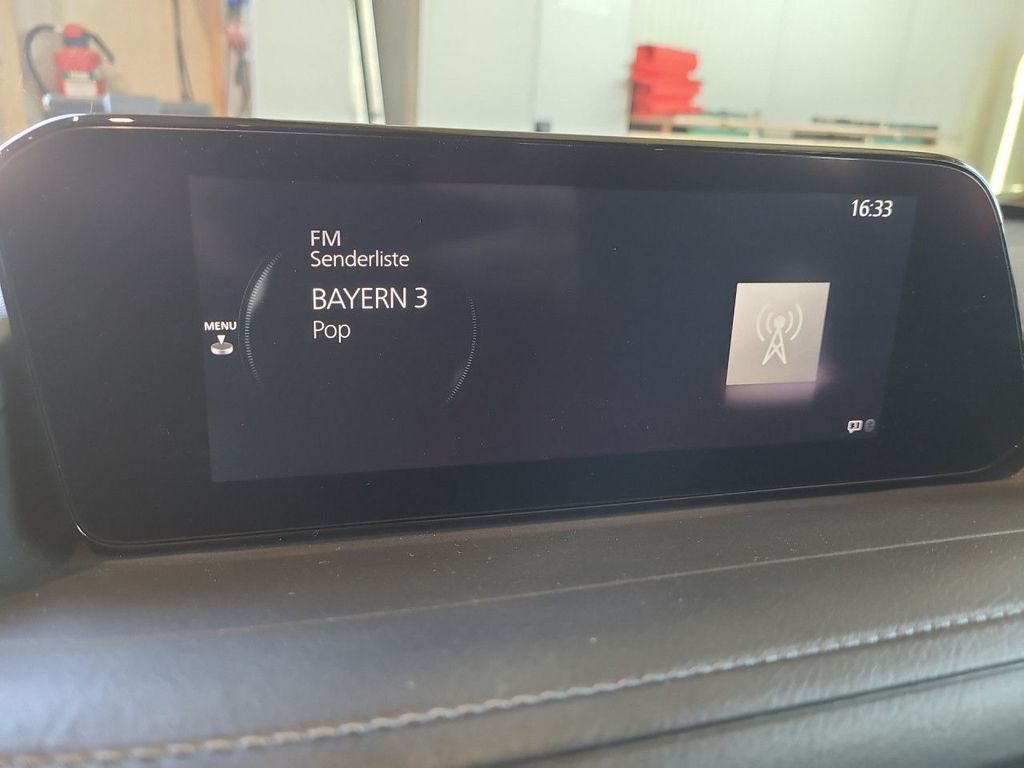 16:33
FM
Senderliste
BAYERN 3
Pop
MENU